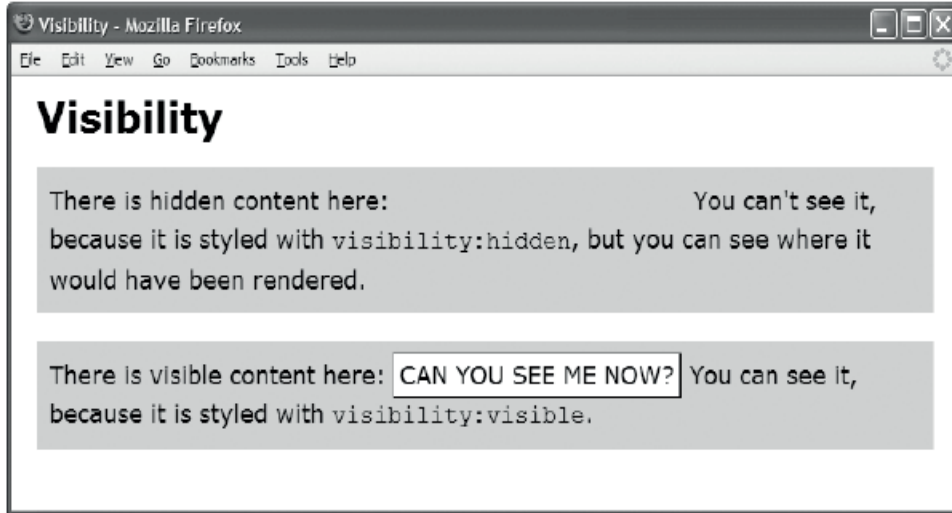 Visibility - Mozilla Firefox
File Edit View Go Bookmarks Tools Help
Visibility
There is hidden content here: You can't see it,
because it is styled with visibility:hidden, but you can see where it
would have been rendered.
There is visible content here: CAN YOU SEE ME NOW? You can see it,
because it is styled with visibility:visible.